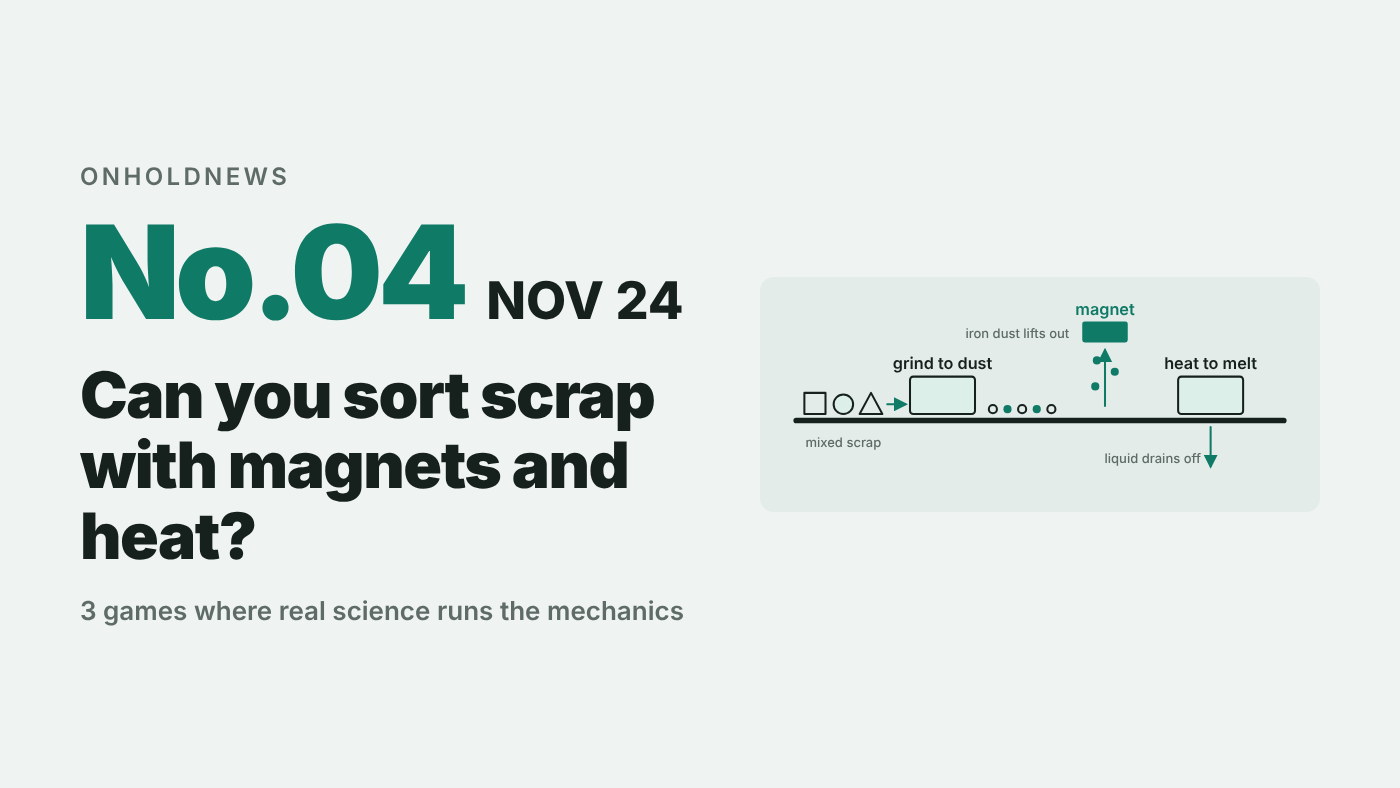 ONHOLDNEWS
No.04 NOV 24
Can you sort scrap
with magnets and
heat?
3 games where real science runs the mechanics
magnet
iron dust lifts out
grind to dust
heat to melt
mixed scrap
liquid drains off